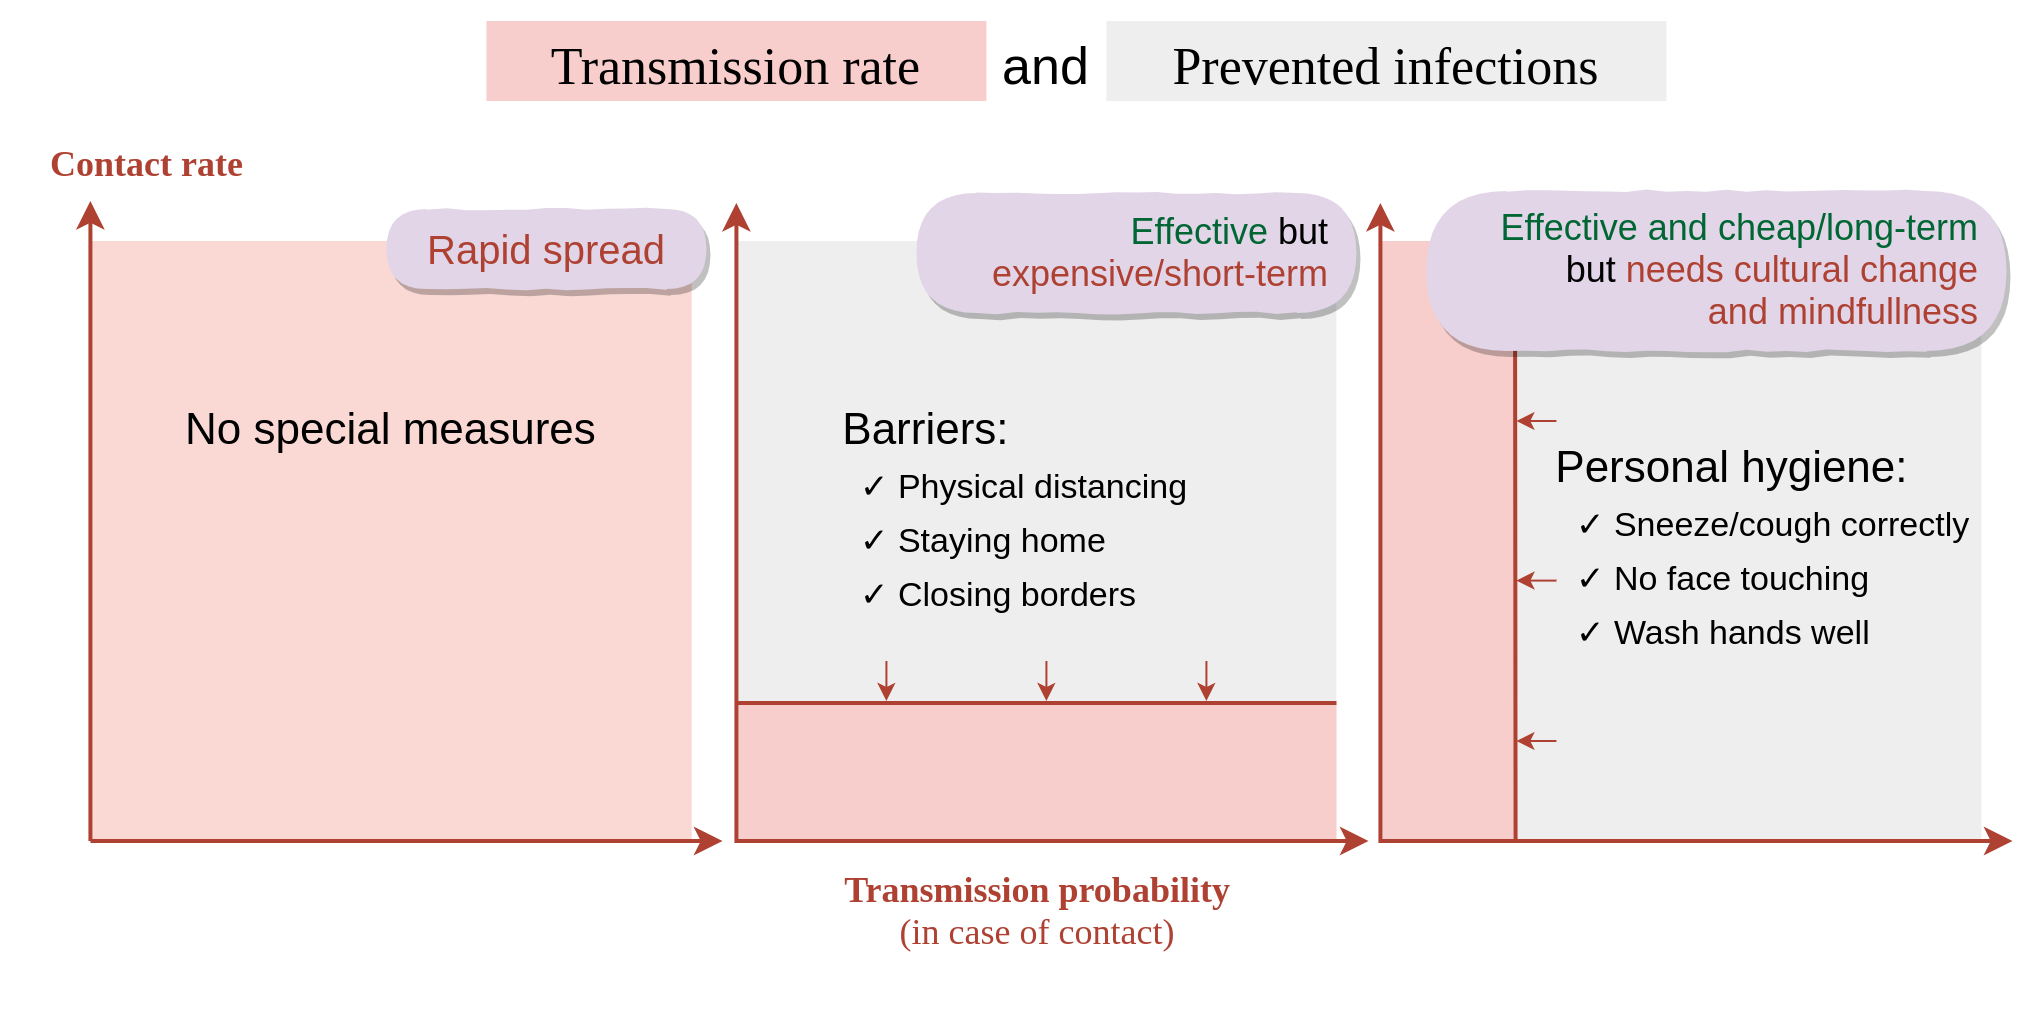 Transmission rate and Prevented infections
Contact rate
Rapid spread
No special measures
Effective but
expensive/short-term
Barriers:
✓ Physical distancing
✓ Staying home
✓ Closing borders
Effective and cheap/long-term
but needs cultural change
and mindfullness
Personal hygiene:
✓ Sneeze/cough correctly
✓ No face touching
✓ Wash hands well
Transmission probability
(in case of contact)